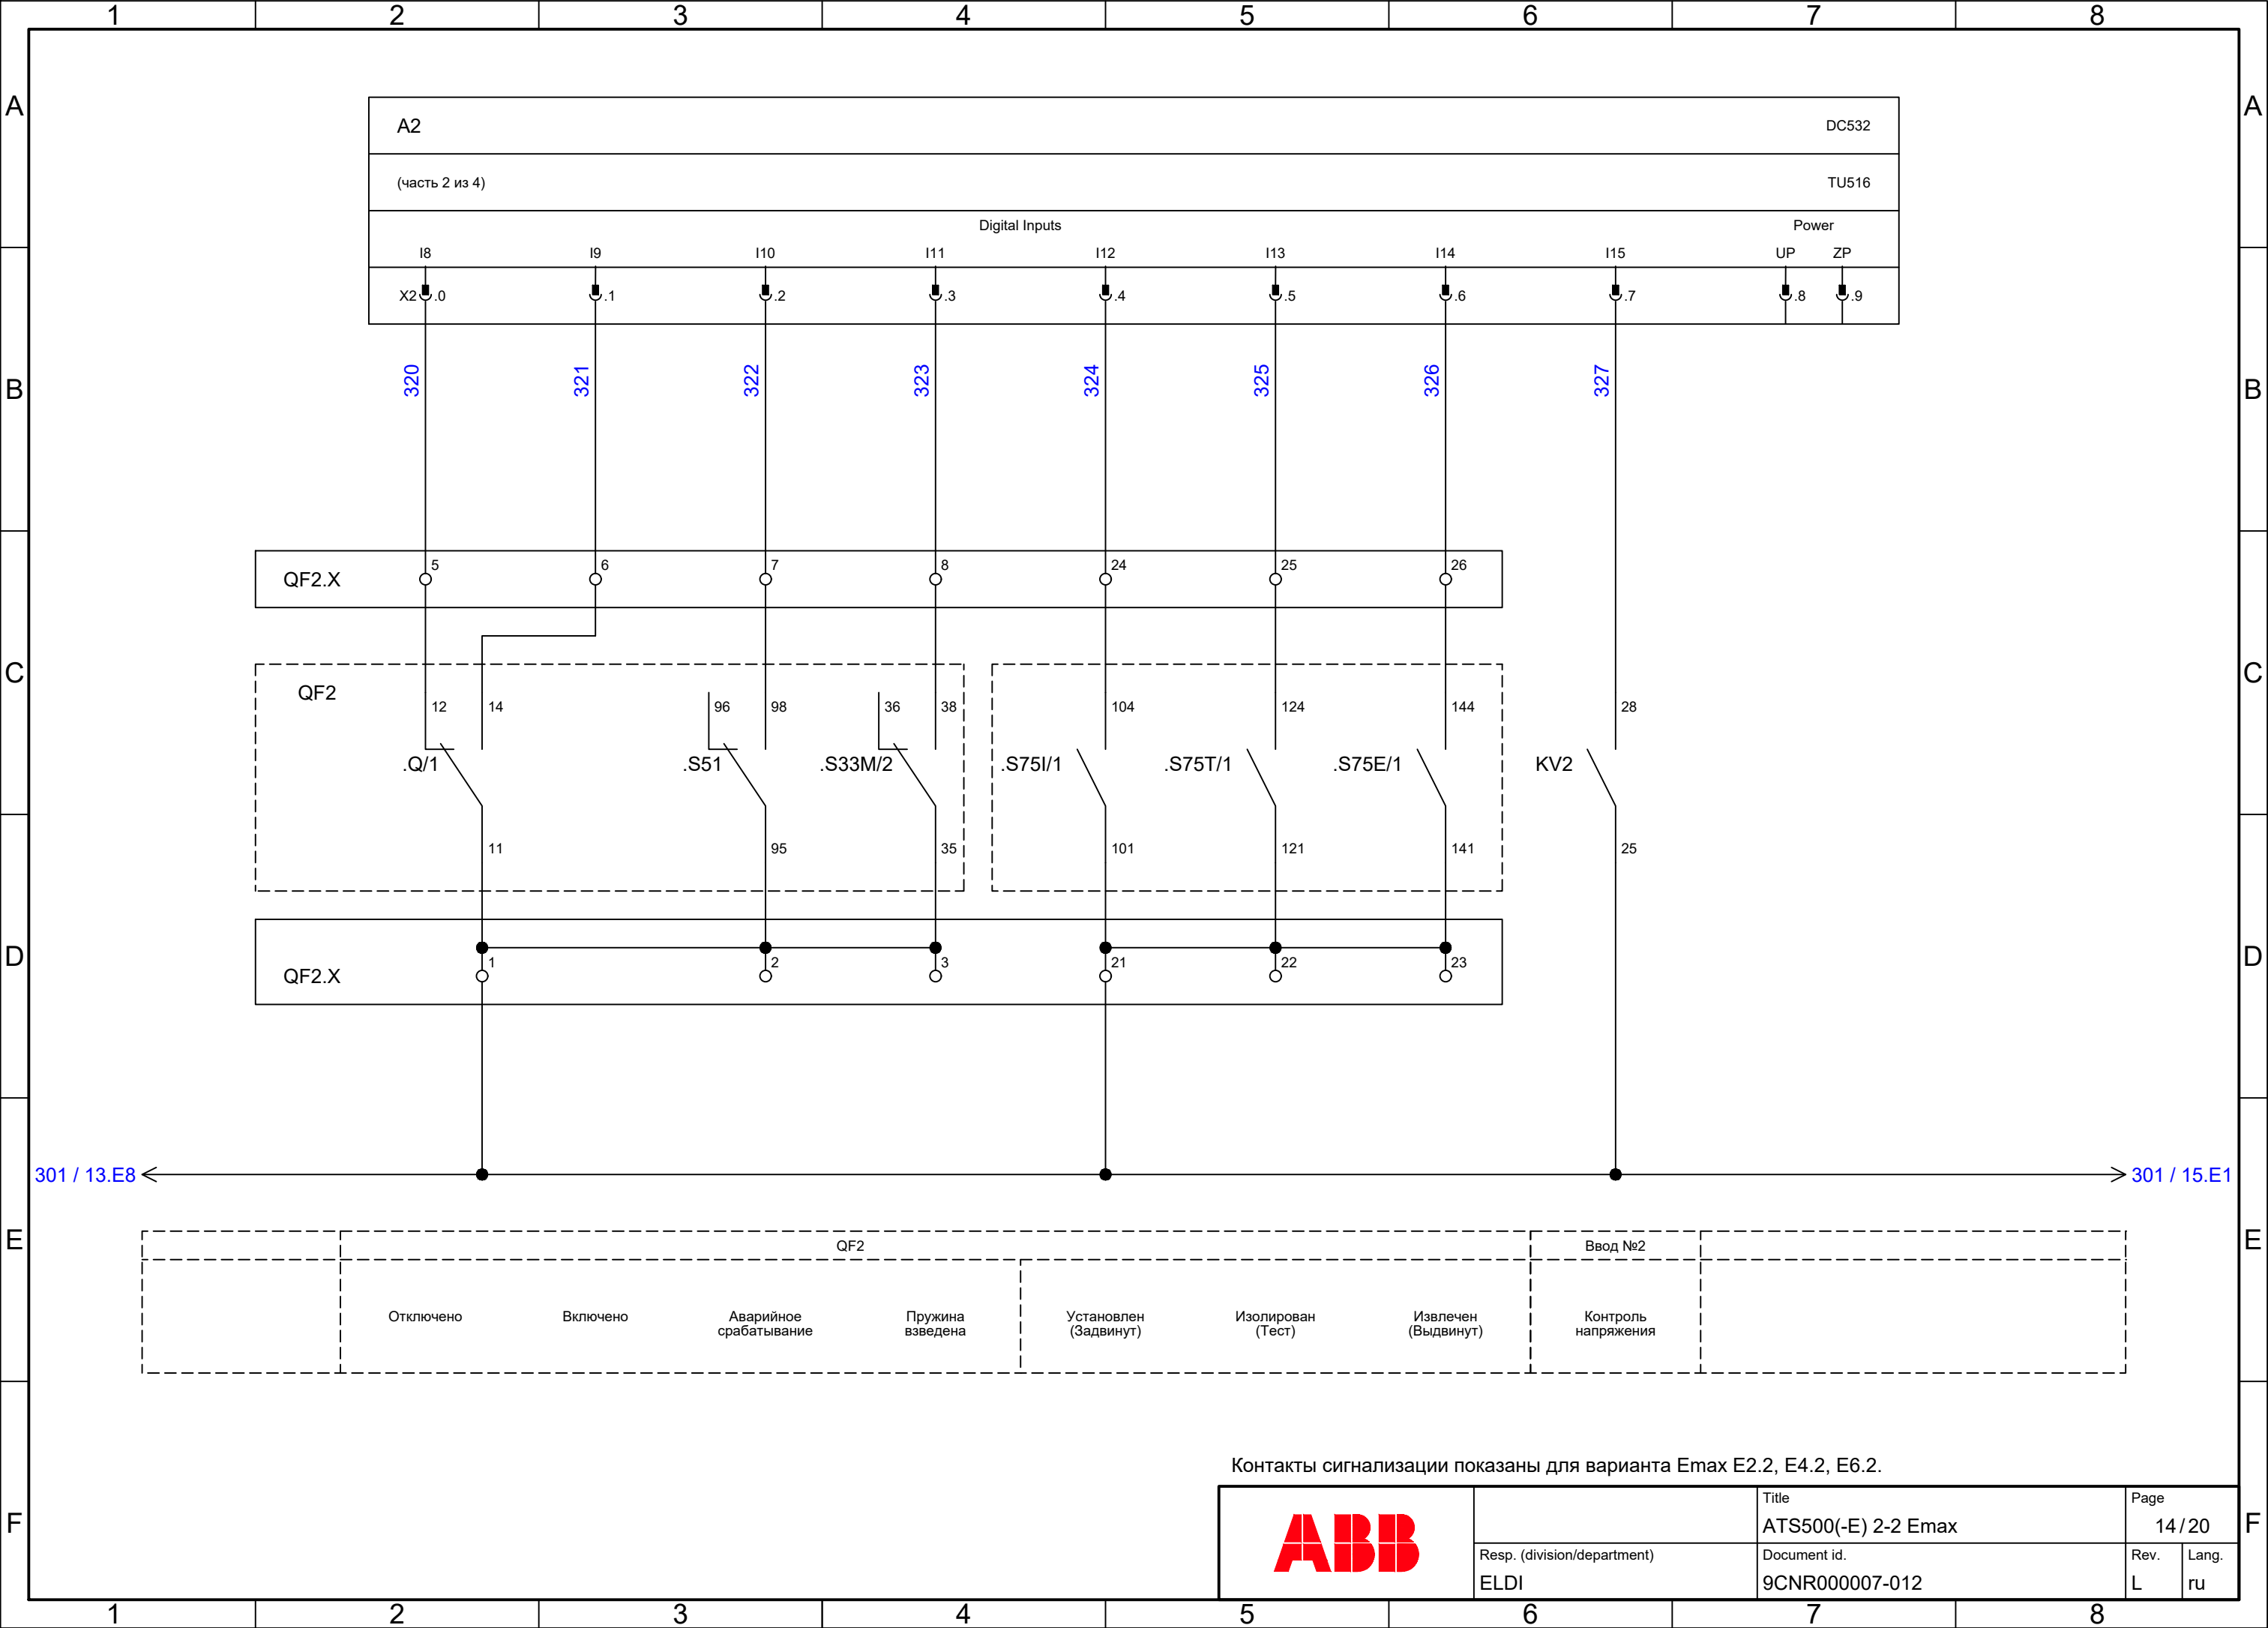 1 2 3 4 5 6 7 8
A A
A2 DC532
(часть 2 из 4) TU516
Digital Inputs Power
I8 I9 I10 I11 I12 I13 I14 I15 UP ZP
X2 .0 .1 .2 .3 .4 .5 .6 .7 .8 .9
B B
320 321 322 323 324 325 326 327
QF2.X 5 6 7 8 24 25 26
C C
QF2
12 14 96 98 36 38 104 124 144 28
.Q/1 .S51 .S33M/2 .S75I/1 .S75T/1 .S75E/1 KV2
11 95 35 101 121 141 25
D D
QF2.X 1 2 3 21 22 23
301 / 13.E8 301 / 15.E1
E E
QF2 Ввод №2
Отключено Включено Аварийное Пружина Установлен Изолирован Извлечен Контроль
срабатывание взведена (Задвинут) (Тест) (Выдвинут) напряжения
Контакты сигнализации показаны для варианта Emax E2.2, E4.2, E6.2.
F F
ABB
Title Page
ATS500(-E) 2-2 Emax 14/20
Resp. (division/department) Document id. Rev. Lang.
ELDI 9CNR000007-012 L ru
1 2 3 4 5 6 7 8